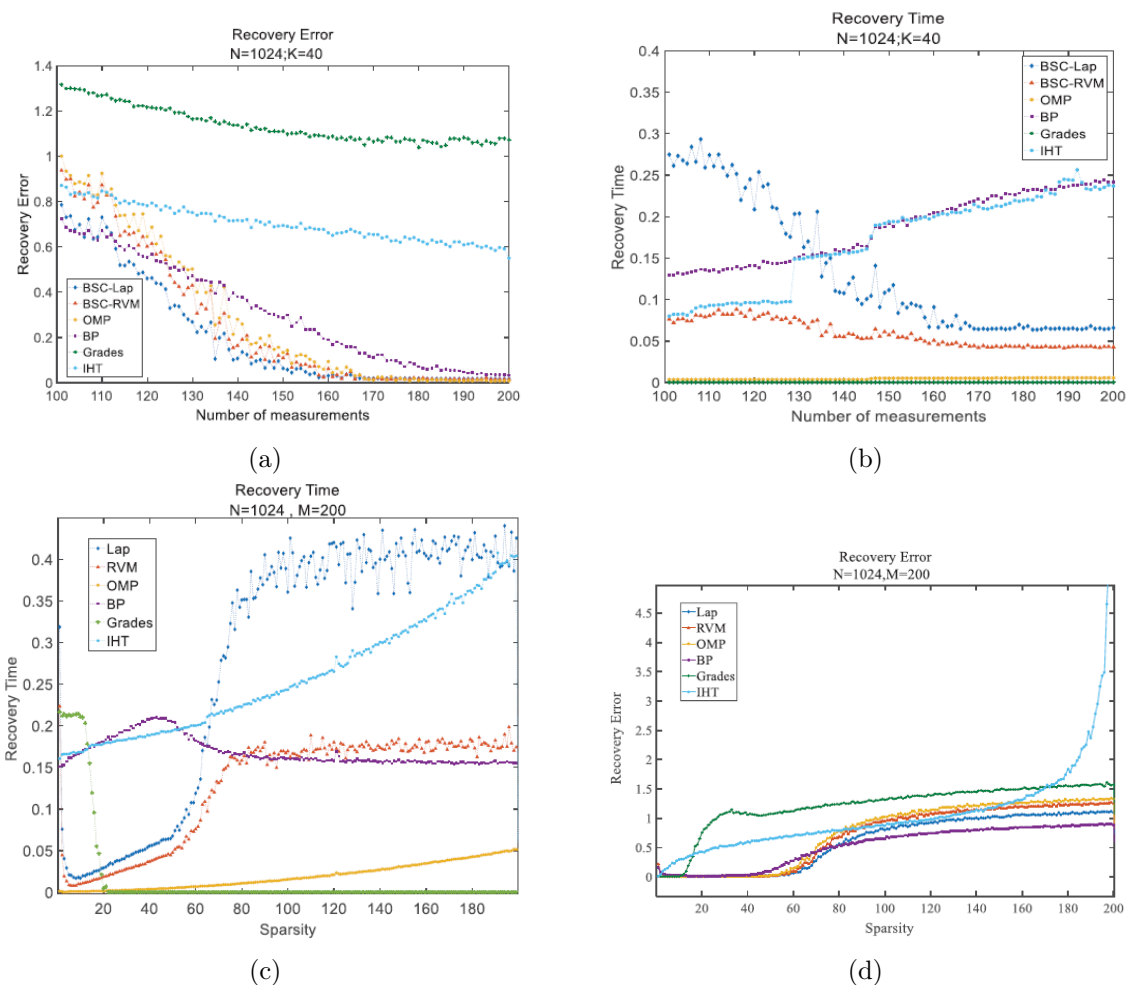 Recovery Error
N=1024;K=40
1.4
1.2
1
0.8
0.6
0.4
0.2
0
Recovery Error
BSC-Lap
BSC-RVM
OMP
BP
Grades
IHT
100 110 120 130 140 150 160 170 180 190 200
Number of measurements
(a)
Recovery Time
N=1024;K=40
0.4
0.35
0.3
0.25
0.2
0.15
0.1
0.05
0
Recovery Time
BSC-Lap
BSC-RVM
OMP
BP
Grades
IHT
100 110 120 130 140 150 160 170 180 190 200
Number of measurements
(b)
Recovery Time
N=1024 , M=200
0.4
0.35
0.3
0.25
0.2
0.15
0.1
0.05
0
Recovery Time
Lap
RVM
OMP
BP
Grades
IHT
20 40 60 80 100 120 140 160 180
Sparsity
(c)
Recovery Error
N=1024,M=200
4.5
4
3.5
3
2.5
2
1.5
1
0.5
0
Recovery Error
Lap
RVM
OMP
BP
Grades
IHT
20 40 60 80 100 120 140 160 180 200
Sparsity
(d)